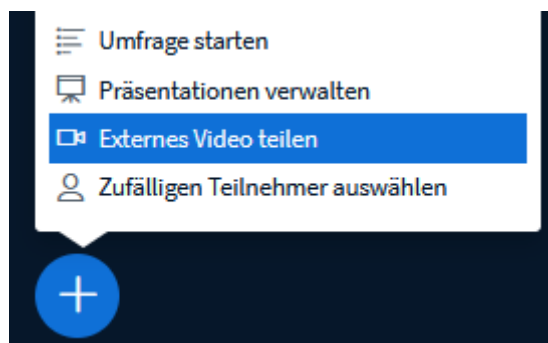 Umfrage starten
Präsentationen verwalten
Externes Video teilen
Zufälligen Teilnehmer auswählen